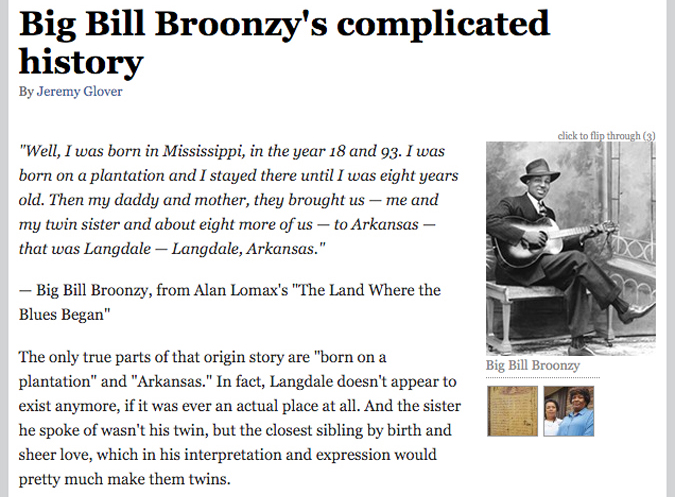 Big Bill Broonzy's complicated
history
By Jeremy Glover
click to flip through (3)
"Well, I was born in Mississippi, in the year 18 and 93. I was
born on a plantation and I stayed there until I was eight years
old. Then my daddy and mother, they brought us — me and
my twin sister and about eight more of us — to Arkansas —
that was Langdale — Langdale, Arkansas."
— Big Bill Broonzy, from Alan Lomax's "The Land Where the
Blues Began"
Big Bill Broonzy
The only true parts of that origin story are "born on a
plantation" and "Arkansas." In fact, Langdale doesn't appear to
exist anymore, if it was ever an actual place at all. And the sister
he spoke of wasn't his twin, but the closest sibling by birth and
sheer love, which in his interpretation and expression would
pretty much make them twins.